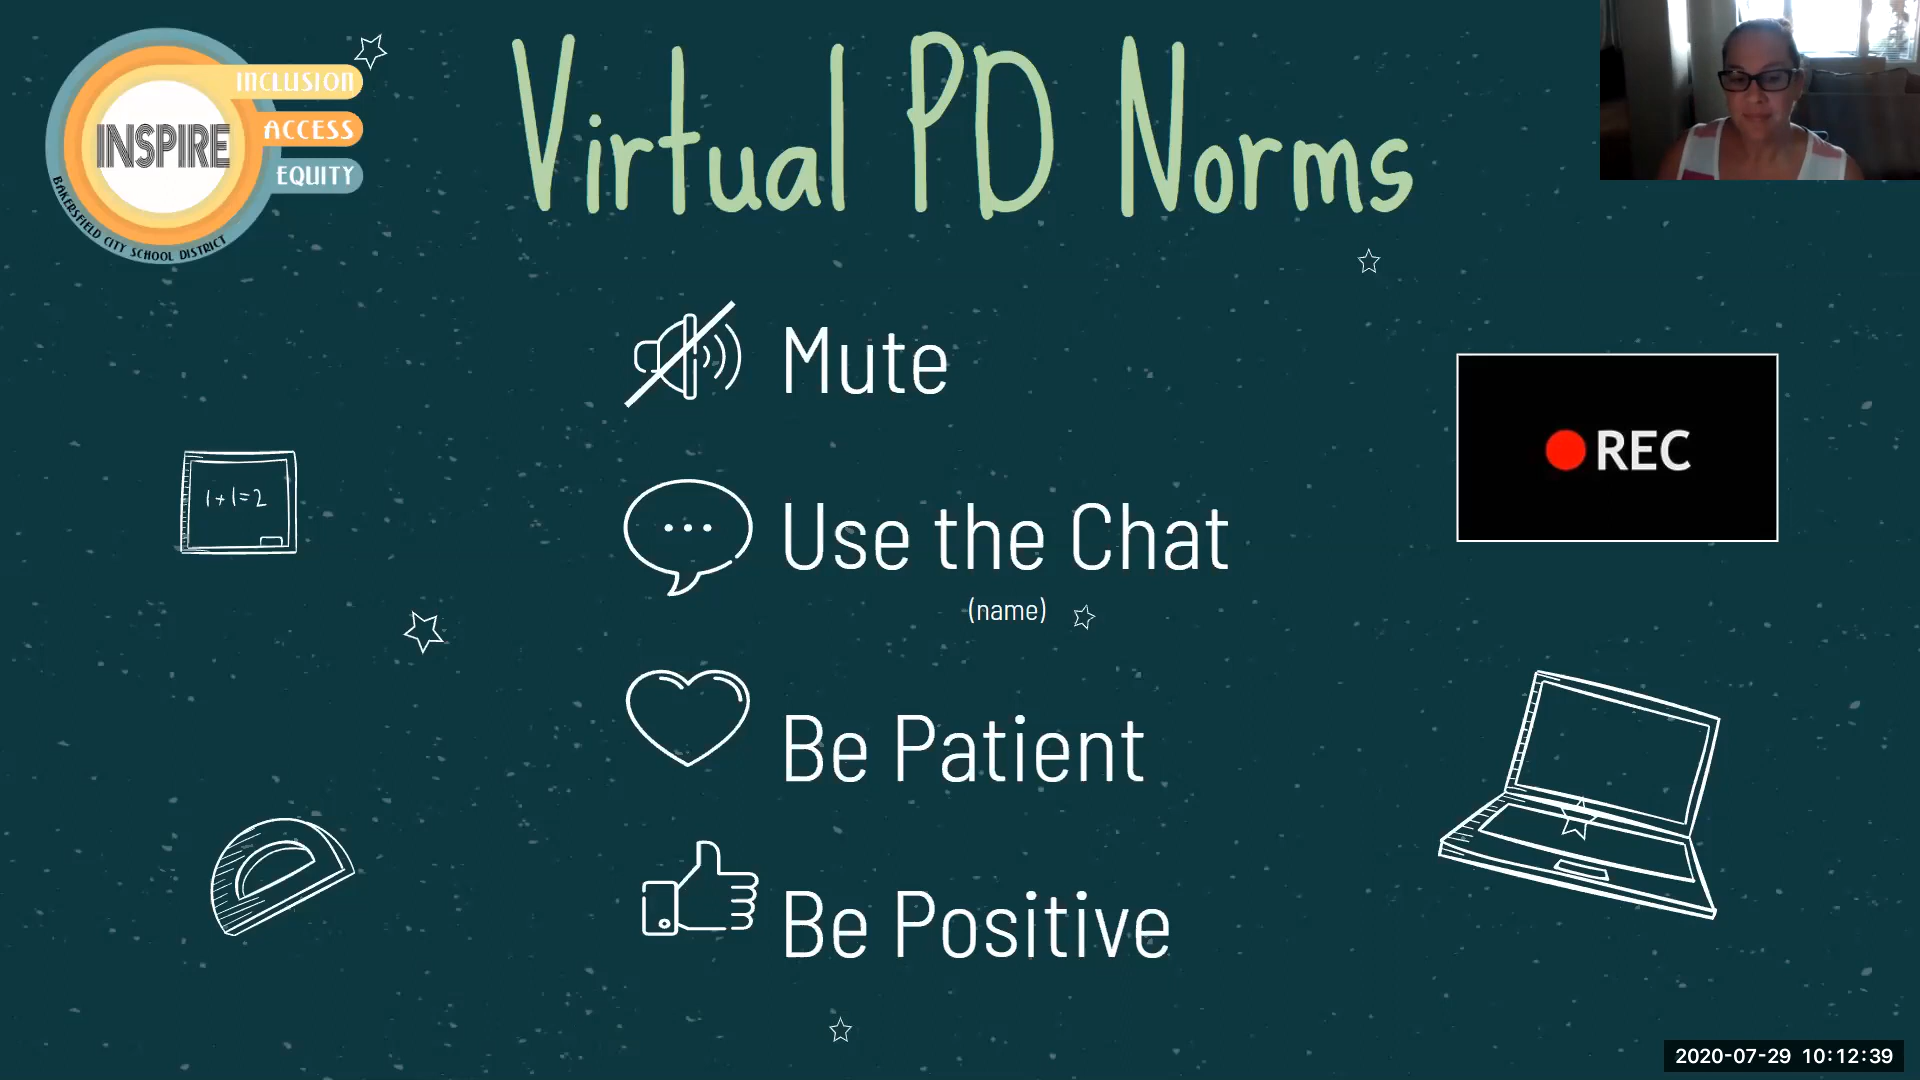 Virtual PD Norms
INCLUSION
ACCESS
EQUITY
INSPIRE
BAKERSFIELD CITY SCHOOL DISTRICT
Mute
Use the Chat
(name)
Be Patient
Be Positive
REC
1+1=2
2020-07-29 10:12:39